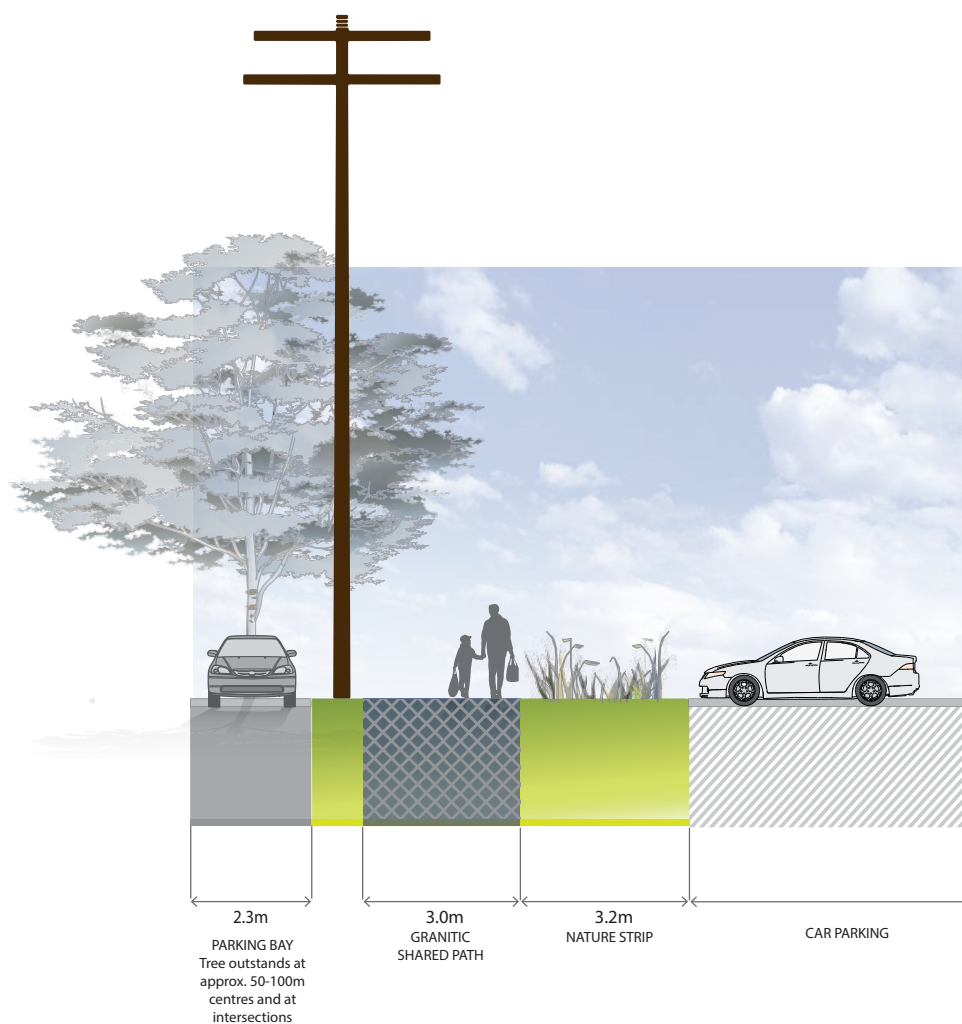 2.3m
PARKING BAY
Tree outstands at
approx. 50-100m
centres and at
intersections
3.0m
GRANITIC
SHARED PATH
3.2m
NATURE STRIP
CAR PARKING